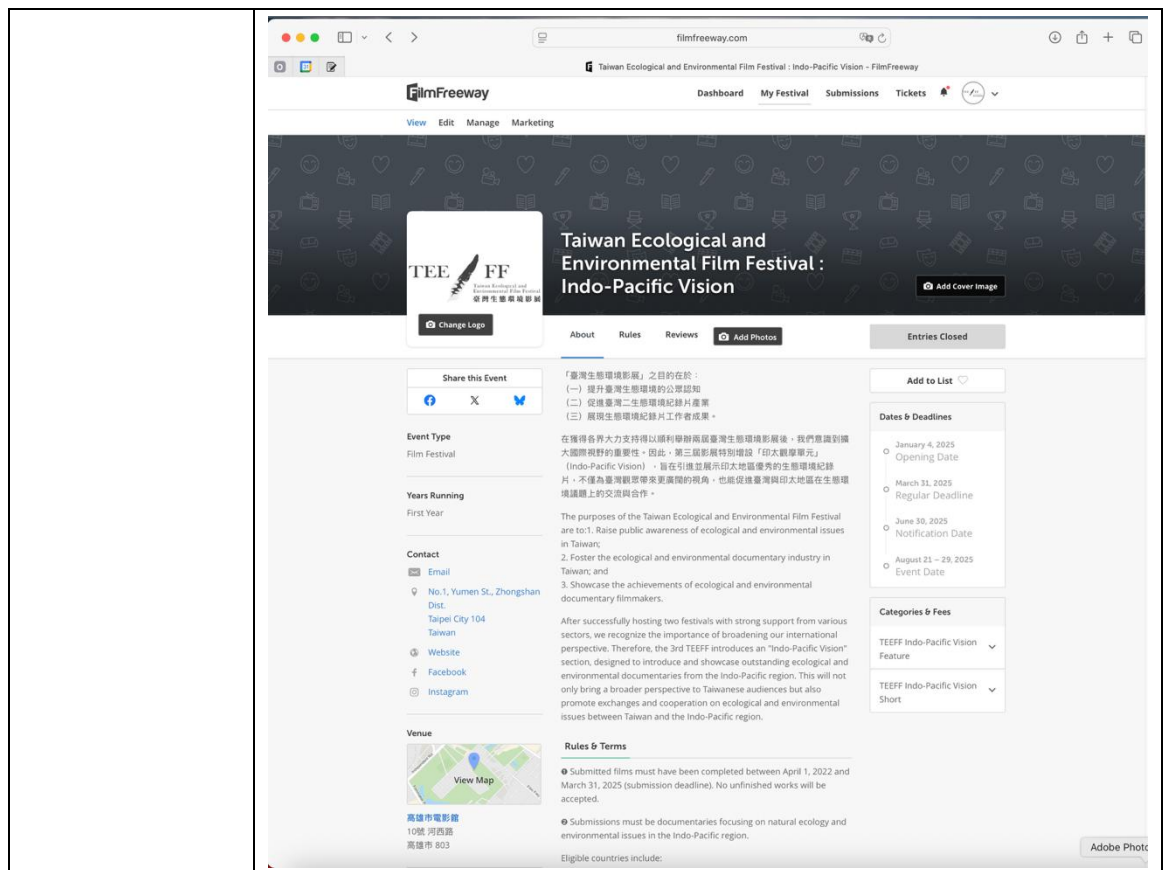 filmfreeway.com
Taiwan Ecological and Environmental Film Festival : Indo-Pacific Vision - FilmFreeway
FilmFreeway
Dashboard My Festival Submissions Tickets
View Edit Manage Marketing
TEE FF
Taiwan Ecological and
Environmental Film Festival
臺灣生態環境影展
Change Logo
Taiwan Ecological and
Environmental Film Festival :
Indo-Pacific Vision
Add Cover Image
About Rules Reviews Add Photos
Entries Closed
Share this Event
Event Type
Film Festival
Years Running
First Year
Contact
Email
No.1, Yumen St., Zhongshan
Dist.
Taipei City 104
Taiwan
Website
Facebook
Instagram
Venue
View Map
高雄市電影館
10號 河西路
高雄市 803
「臺灣生態環境影展」之目的在於：
（一）提升臺灣生態環境的公眾認知
（二）促進臺灣二生態環境紀錄片產業
（三）展現生態環境紀錄片工作者成果。
在獲得各界大力支持得以順利舉辦兩屆臺灣生態環境影展後，我們意識到擴
大國際視野的重要性。因此，第三屆影展特別增設「印太觀摩單元」
（Indo-Pacific Vision），旨在引進並展示印太地區優秀的生態環境紀錄
片，不僅為臺灣觀眾帶來更廣闊的視角，也能促進臺灣與印太地區在生態環
境議題上的交流與合作。
The purposes of the Taiwan Ecological and Environmental Film Festival
are to:1. Raise public awareness of ecological and environmental issues
in Taiwan;
2. Foster the ecological and environmental documentary industry in
Taiwan; and
3. Showcase the achievements of ecological and environmental
documentary filmmakers.
After successfully hosting two festivals with strong support from various
sectors, we recognize the importance of broadening our international
perspective. Therefore, the 3rd TEEFF introduces an "Indo-Pacific Vision"
section, designed to introduce and showcase outstanding ecological and
environmental documentaries from the Indo-Pacific region. This will not
only bring a broader perspective to Taiwanese audiences but also
promote exchanges and cooperation on ecological and environmental
issues between Taiwan and the Indo-Pacific region.
Rules & Terms
❶ Submitted films must have been completed between April 1, 2022 and
March 31, 2025 (submission deadline). No unfinished works will be
accepted.
❷ Submissions must be documentaries focusing on natural ecology and
environmental issues in the Indo-Pacific region.
Eligible countries include:
Add to List
Dates & Deadlines
January 4, 2025
Opening Date
March 31, 2025
Regular Deadline
June 30, 2025
Notification Date
August 21 – 29, 2025
Event Date
Categories & Fees
TEEFF Indo-Pacific Vision
Feature
TEEFF Indo-Pacific Vision
Short
Adobe Photo